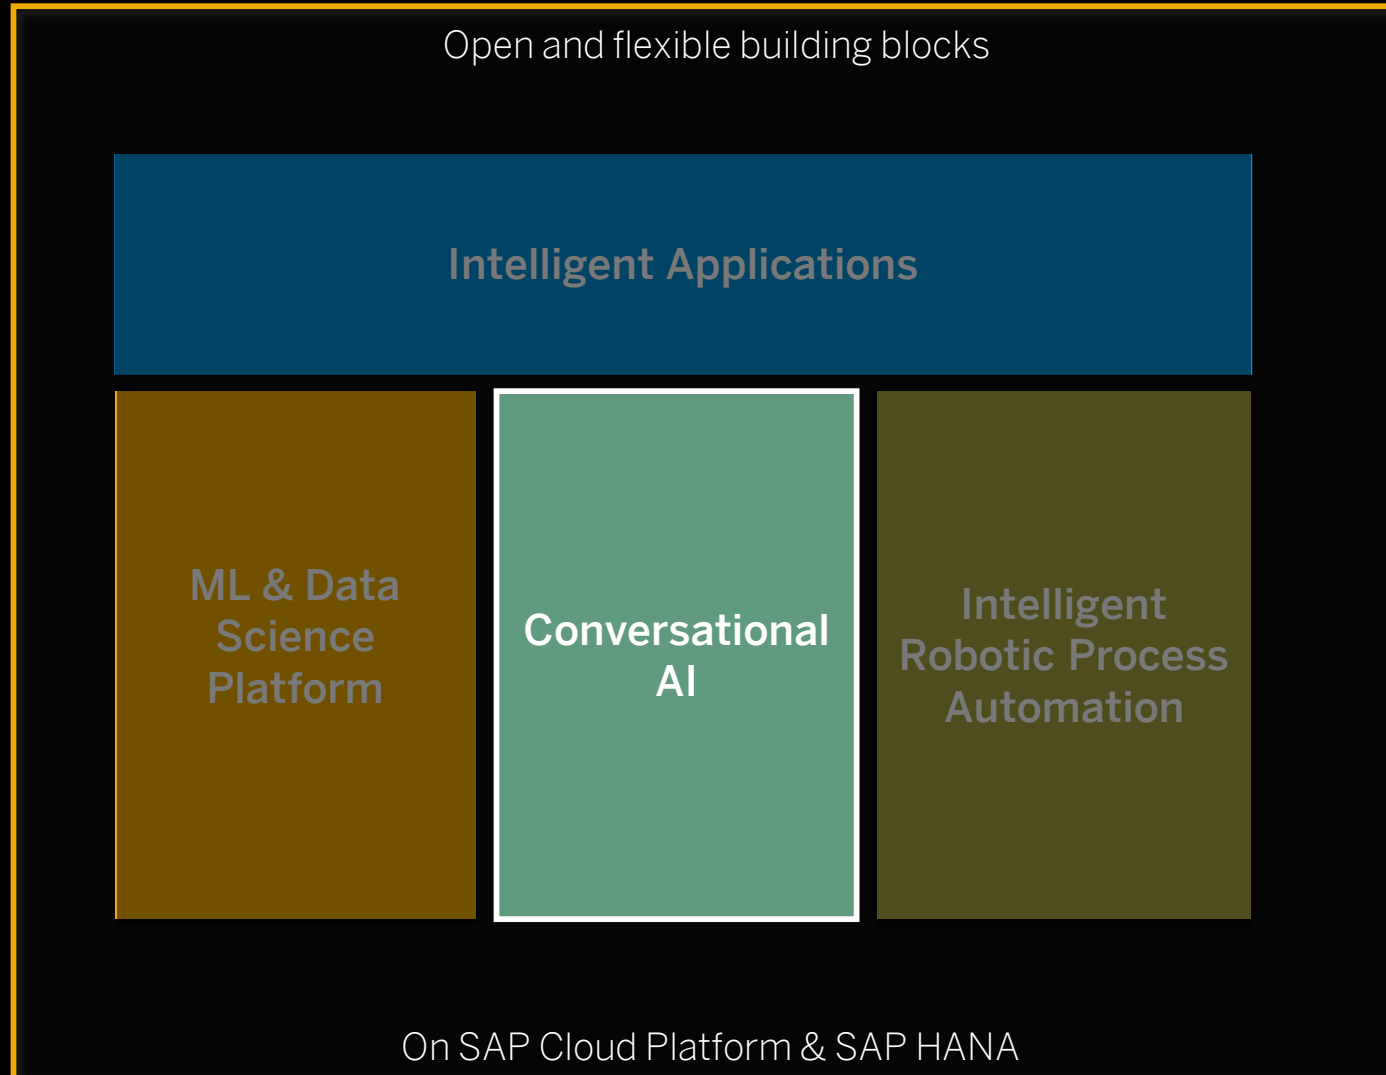 Open and flexible building blocks
Intelligent Applications
ML & Data
Science
Platform
Conversational
AI
Intelligent
Robotic Process
Automation
On SAP Cloud Platform & SAP HANA